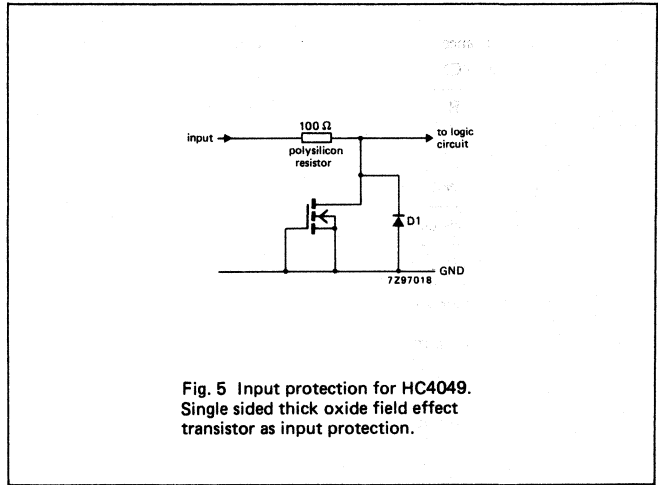 100 Ω
input
to logic
circuit
polysilicon
resistor
D1
GND
7Z97018
Fig. 5 Input protection for HC4049.
Single sided thick oxide field effect
transistor as input protection.